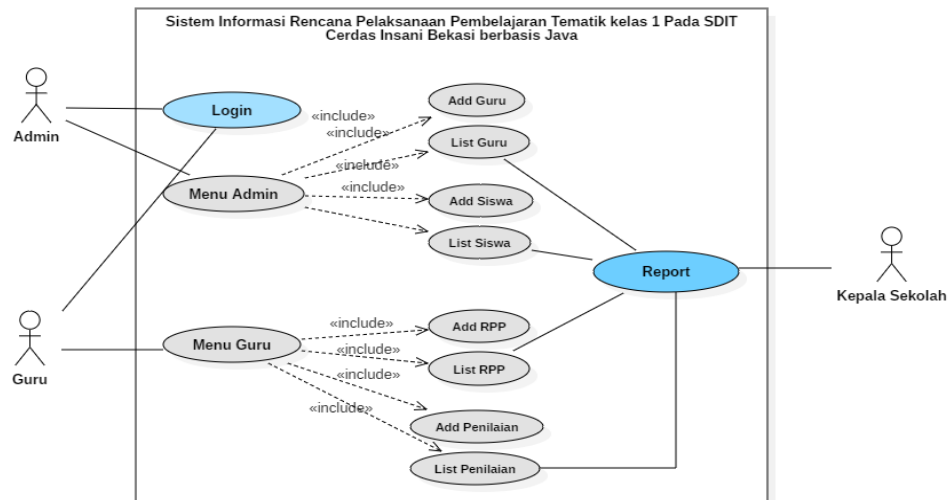 Sistem Informasi Rencana Pelaksanaan Pembelajaran Tematik kelas 1 Pada SDIT
Cerdas Insani Bekasi berbasis Java
Admin
Login
«include»
«include»
Add Guru
List Guru
«include»
Menu Admin
«include»
Add Siswa
List Siswa
Report
Kepala Sekolah
Guru
Menu Guru
«include»
Add RPP
«include»
List RPP
«include»
«include»
Add Penilaian
List Penilaian